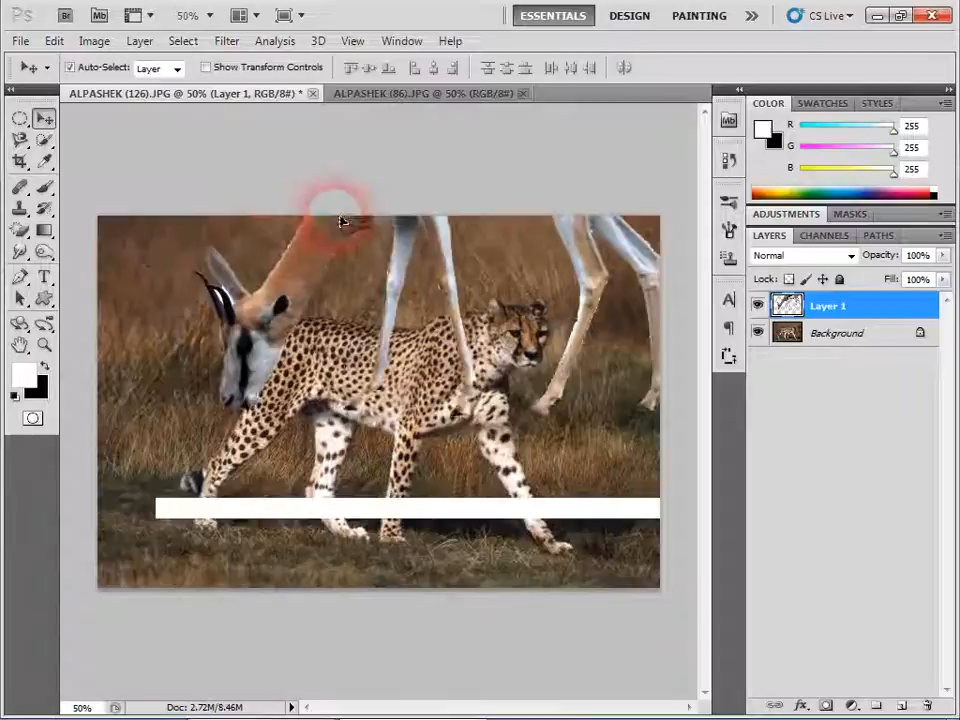 Ps Br Mb 50% ESSENTIALS DESIGN PAINTING CS Live
File Edit Image Layer Select Filter Analysis 3D View Window Help
Auto-Select: Layer Show Transform Controls
ALPASHEK (126).JPG @ 50% (Layer 1, RGB/8#) * ALPASHEK (86).JPG @ 50% (RGB/8#)
COLOR SWATCHES STYLES
R 255
G 255
B 255
ADJUSTMENTS MASKS
LAYERS CHANNELS PATHS
Normal Opacity: 100%
Lock: Fill: 100%
Layer 1
Background
Mb
A
T
50% Doc: 2.72M/8.46M